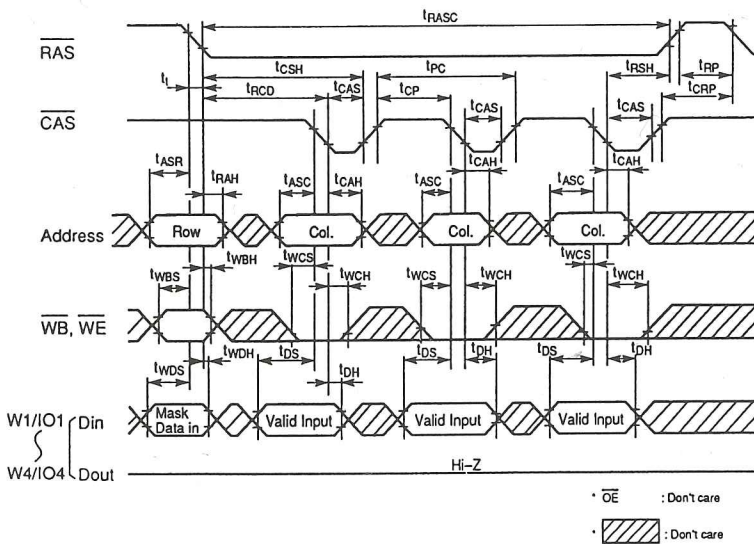 tRASC
RAS
tT
tCSH
tPC
tRSH
tRP
tRCD
tCAS
tCP
tCAS
tCAS
tCRP
CAS
tASR
tRAH
tASC
tCAH
tASC
tCAH
tASC
tCAH
Address
Row
Col.
Col.
Col.
tWBS
tWBH
tWCS
tWCH
tWCS
tWCH
tWCS
tWCH
WB, WE
tWDS
tWDH
tDS
tDH
tDS
tDH
tDS
tDH
W1/IO1
Din
Mask
Data in
Valid Input
Valid Input
Valid Input
W4/IO4
Dout
Hi-Z
* OE : Don't care
* : Don't care